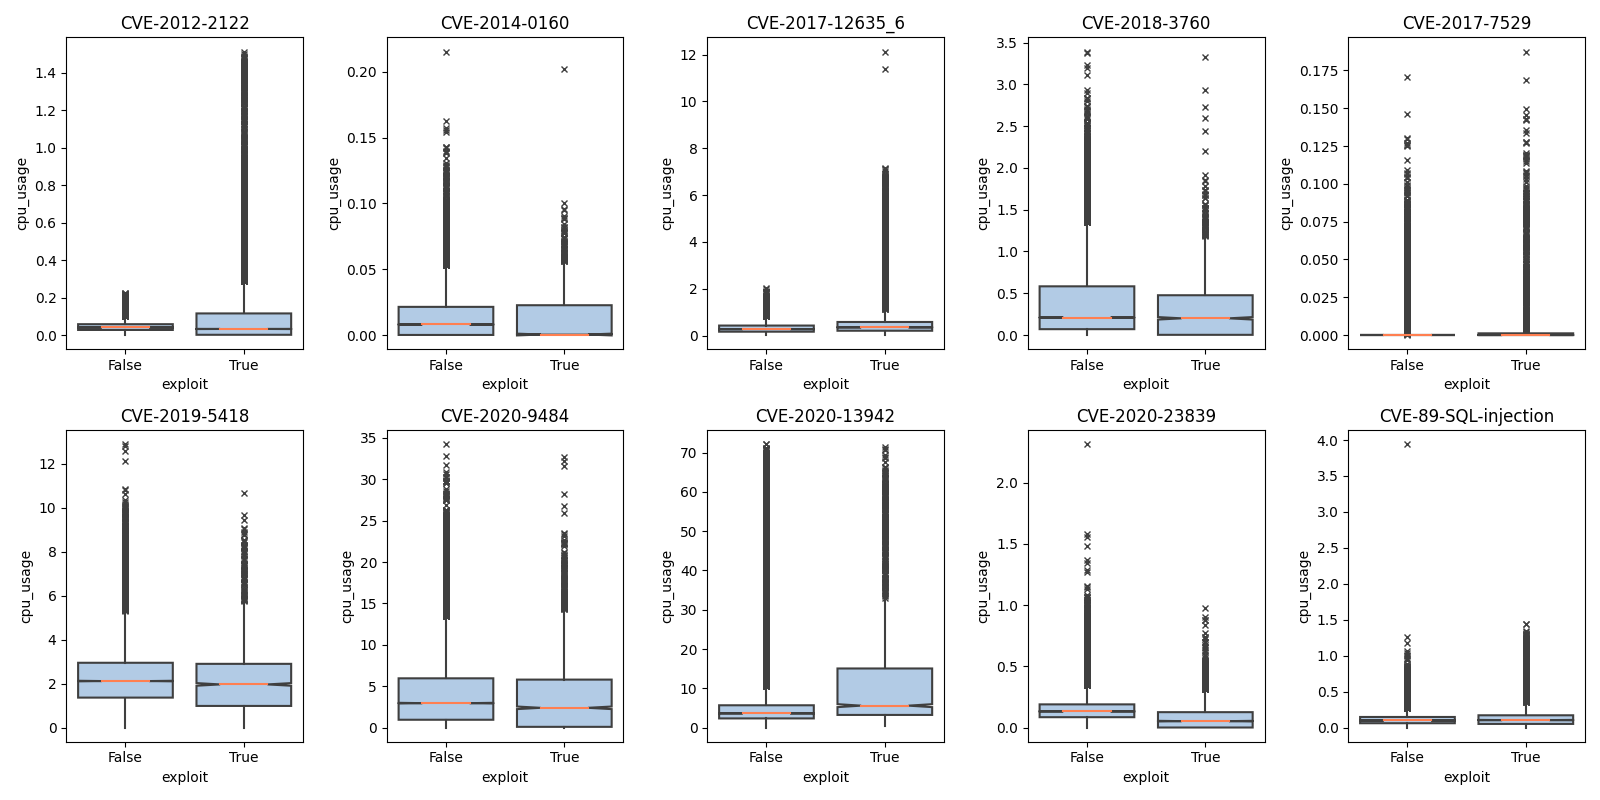 CVE-2012-2122
CVE-2014-0160
CVE-2017-12635_6
CVE-2018-3760
CVE-2017-7529
cpu_usage
1.4
1.2
1.0
0.8
0.6
0.4
0.2
0.0
False
True
exploit
cpu_usage
0.20
0.15
0.10
0.05
0.00
False
True
exploit
cpu_usage
12
10
8
6
4
2
0
False
True
exploit
cpu_usage
3.5
3.0
2.5
2.0
1.5
1.0
0.5
0.0
False
True
exploit
cpu_usage
0.175
0.150
0.125
0.100
0.075
0.050
0.025
0.000
False
True
exploit
CVE-2019-5418
CVE-2020-9484
CVE-2020-13942
CVE-2020-23839
CVE-89-SQL-injection
cpu_usage
12
10
8
6
4
2
0
False
True
exploit
cpu_usage
35
30
25
20
15
10
5
0
False
True
exploit
cpu_usage
70
60
50
40
30
20
10
0
False
True
exploit
cpu_usage
2.0
1.5
1.0
0.5
0.0
False
True
exploit
cpu_usage
4.0
3.5
3.0
2.5
2.0
1.5
1.0
0.5
0.0
False
True
exploit